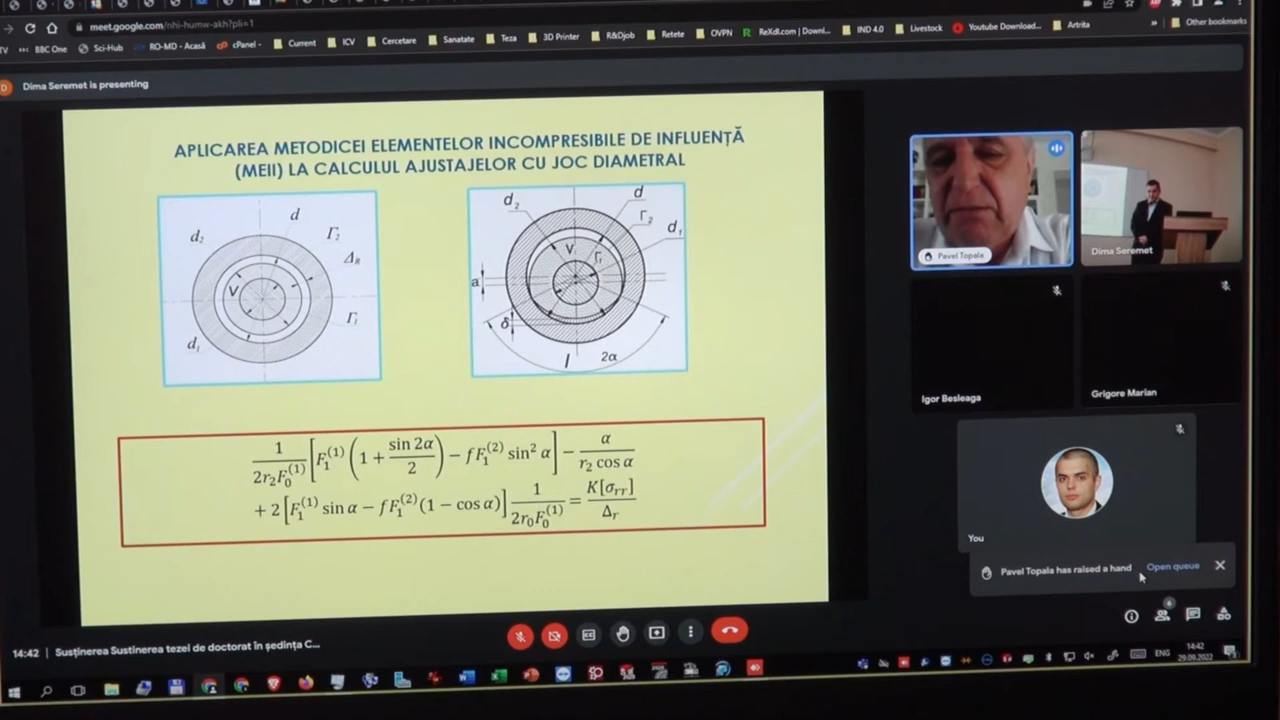 meet.google.com/nhi-humw-akh?pli=1
Other bookmarks
TV
BBC One
Sci-Hub
RO-MD - Acasă
cPanel -
Current
ICV
Cercetare
Sanatate
Teza
3D Printer
R&Djob
Retete
OVPN
ReXdl.com | Downl...
IND 4.0
Livestock
Youtube Download...
Artrita
D
Dima Seremet is presenting
APLICAREA METODICEI ELEMENTELOR INCOMPRESIBILE DE INFLUENȚĂ
(MEII) LA CALCULUL AJUSTAJELOR CU JOC DIAMETRAL
d
d₂
Γ₂
Δ_R
V
Γ₁
d₁
d₂
d
Γ₂
d₁
V
Γ₁
a
δ
l
2α
1/(2r₂F₀⁽¹⁾) [F₁⁽¹⁾ (1 + sin 2α/2) − fF₁⁽²⁾ sin² α] − α/(r₂ cos α)
+ 2 [F₁⁽¹⁾ sin α − fF₁⁽²⁾ (1 − cos α)] 1/(2r₀F₀⁽¹⁾) = K[σ_rr]/Δ_r
Pavel Topala
Dima Seremet
Igor Besleaga
Grigore Marian
You
Pavel Topala has raised a hand
Open queue
6
14:42 | Susținerea Sustinerea tezei de doctorat în ședința C...
ENG
14:42
29.09.2022